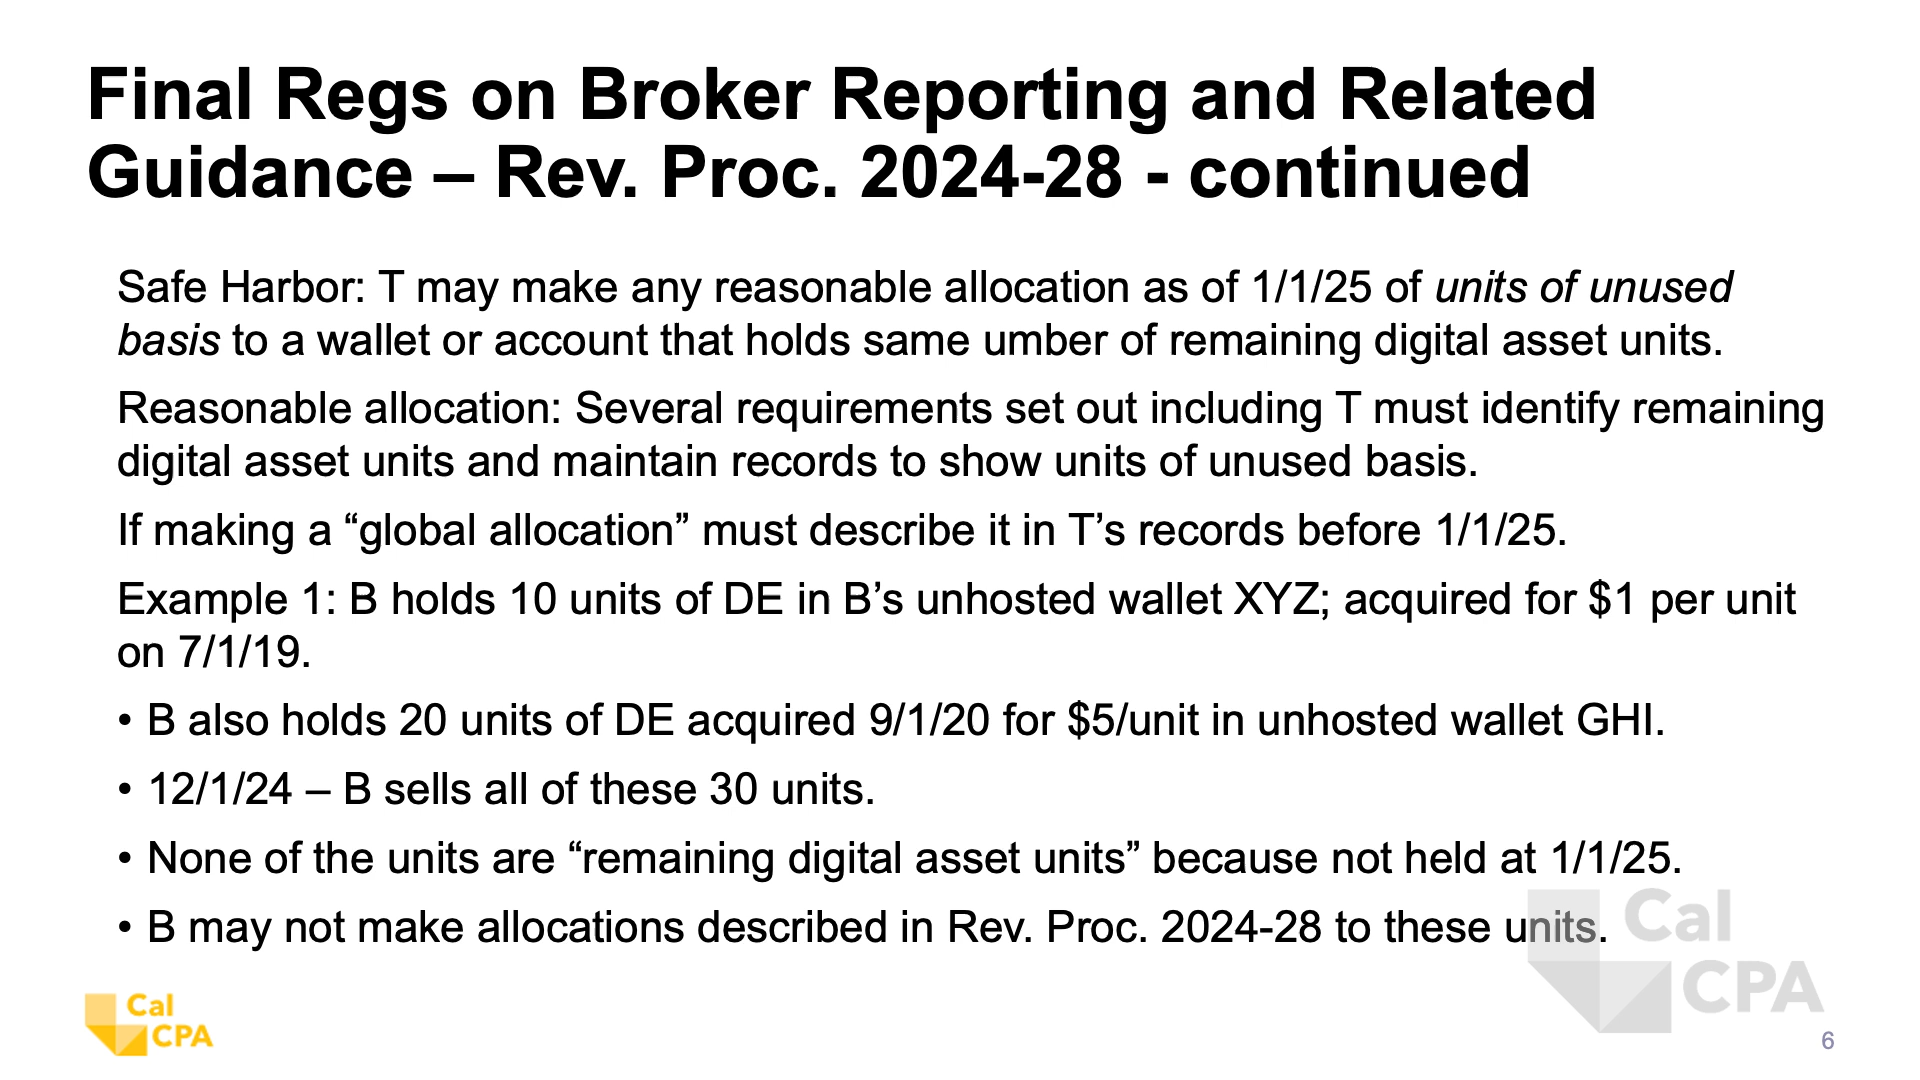 Final Regs on Broker Reporting and Related
Guidance – Rev. Proc. 2024-28 - continued
Safe Harbor: T may make any reasonable allocation as of 1/1/25 of units of unused
basis to a wallet or account that holds same umber of remaining digital asset units.
Reasonable allocation: Several requirements set out including T must identify remaining
digital asset units and maintain records to show units of unused basis.
If making a “global allocation” must describe it in T’s records before 1/1/25.
Example 1: B holds 10 units of DE in B’s unhosted wallet XYZ; acquired for $1 per unit
on 7/1/19.
• B also holds 20 units of DE acquired 9/1/20 for $5/unit in unhosted wallet GHI.
• 12/1/24 – B sells all of these 30 units.
• None of the units are “remaining digital asset units” because not held at 1/1/25.
• B may not make allocations described in Rev. Proc. 2024-28 to these units.
Cal
CPA
Cal
CPA
6